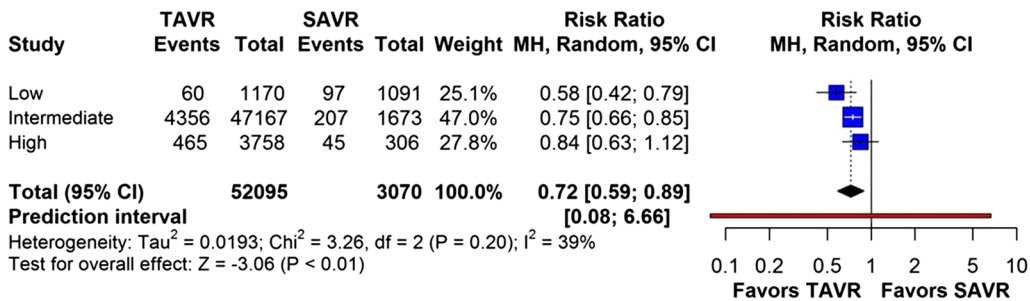 TAVR SAVR Risk Ratio Risk Ratio
Study Events Total Events Total Weight MH, Random, 95% CI MH, Random, 95% CI
Low 60 1170 97 1091 25.1% 0.58 [0.42; 0.79]
Intermediate 4356 47167 207 1673 47.0% 0.75 [0.66; 0.85]
High 465 3758 45 306 27.8% 0.84 [0.63; 1.12]
Total (95% CI) 52095 3070 100.0% 0.72 [0.59; 0.89]
Prediction interval [0.08; 6.66]
Heterogeneity: Tau² = 0.0193; Chi² = 3.26, df = 2 (P = 0.20); I² = 39%
Test for overall effect: Z = -3.06 (P < 0.01)
0.1 0.2 0.5 1 2 5 10
Favors TAVR Favors SAVR